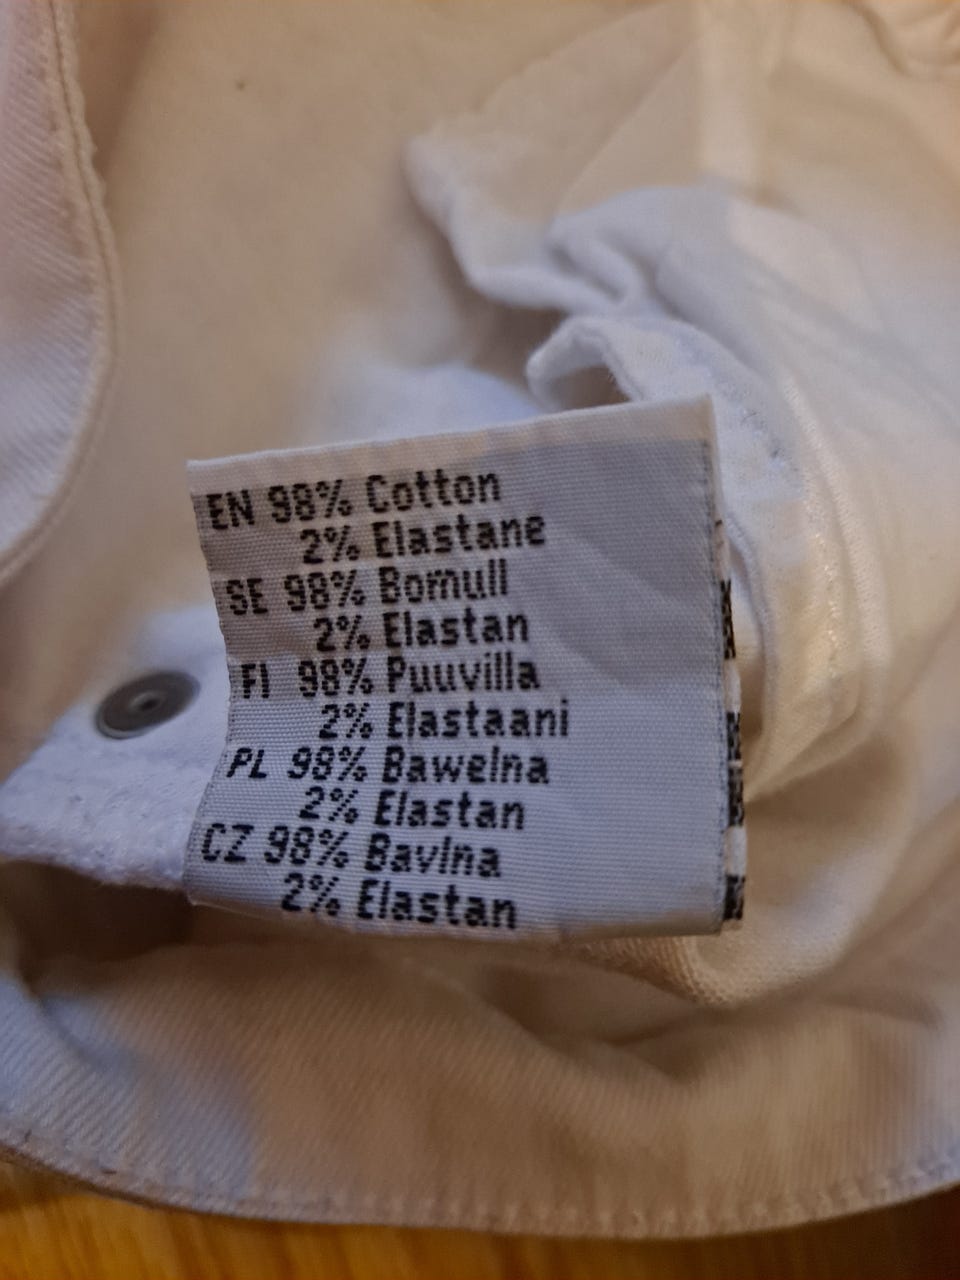 EN 98% Cotton
2% Elastane
SE 98% Bomull
2% Elastan
FI 98% Puuvilla
2% Elastaani
PL 98% Bawelna
2% Elastan
CZ 98% Bavlna
2% Elastan